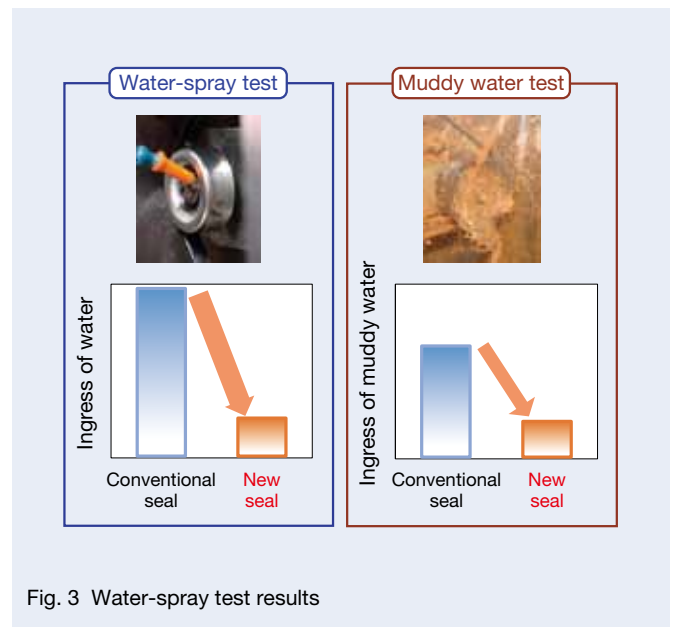 Water-spray test
Ingress of water
Conventional
seal
New
seal
Muddy water test
Ingress of muddy water
Conventional
seal
New
seal
Fig. 3 Water-spray test results